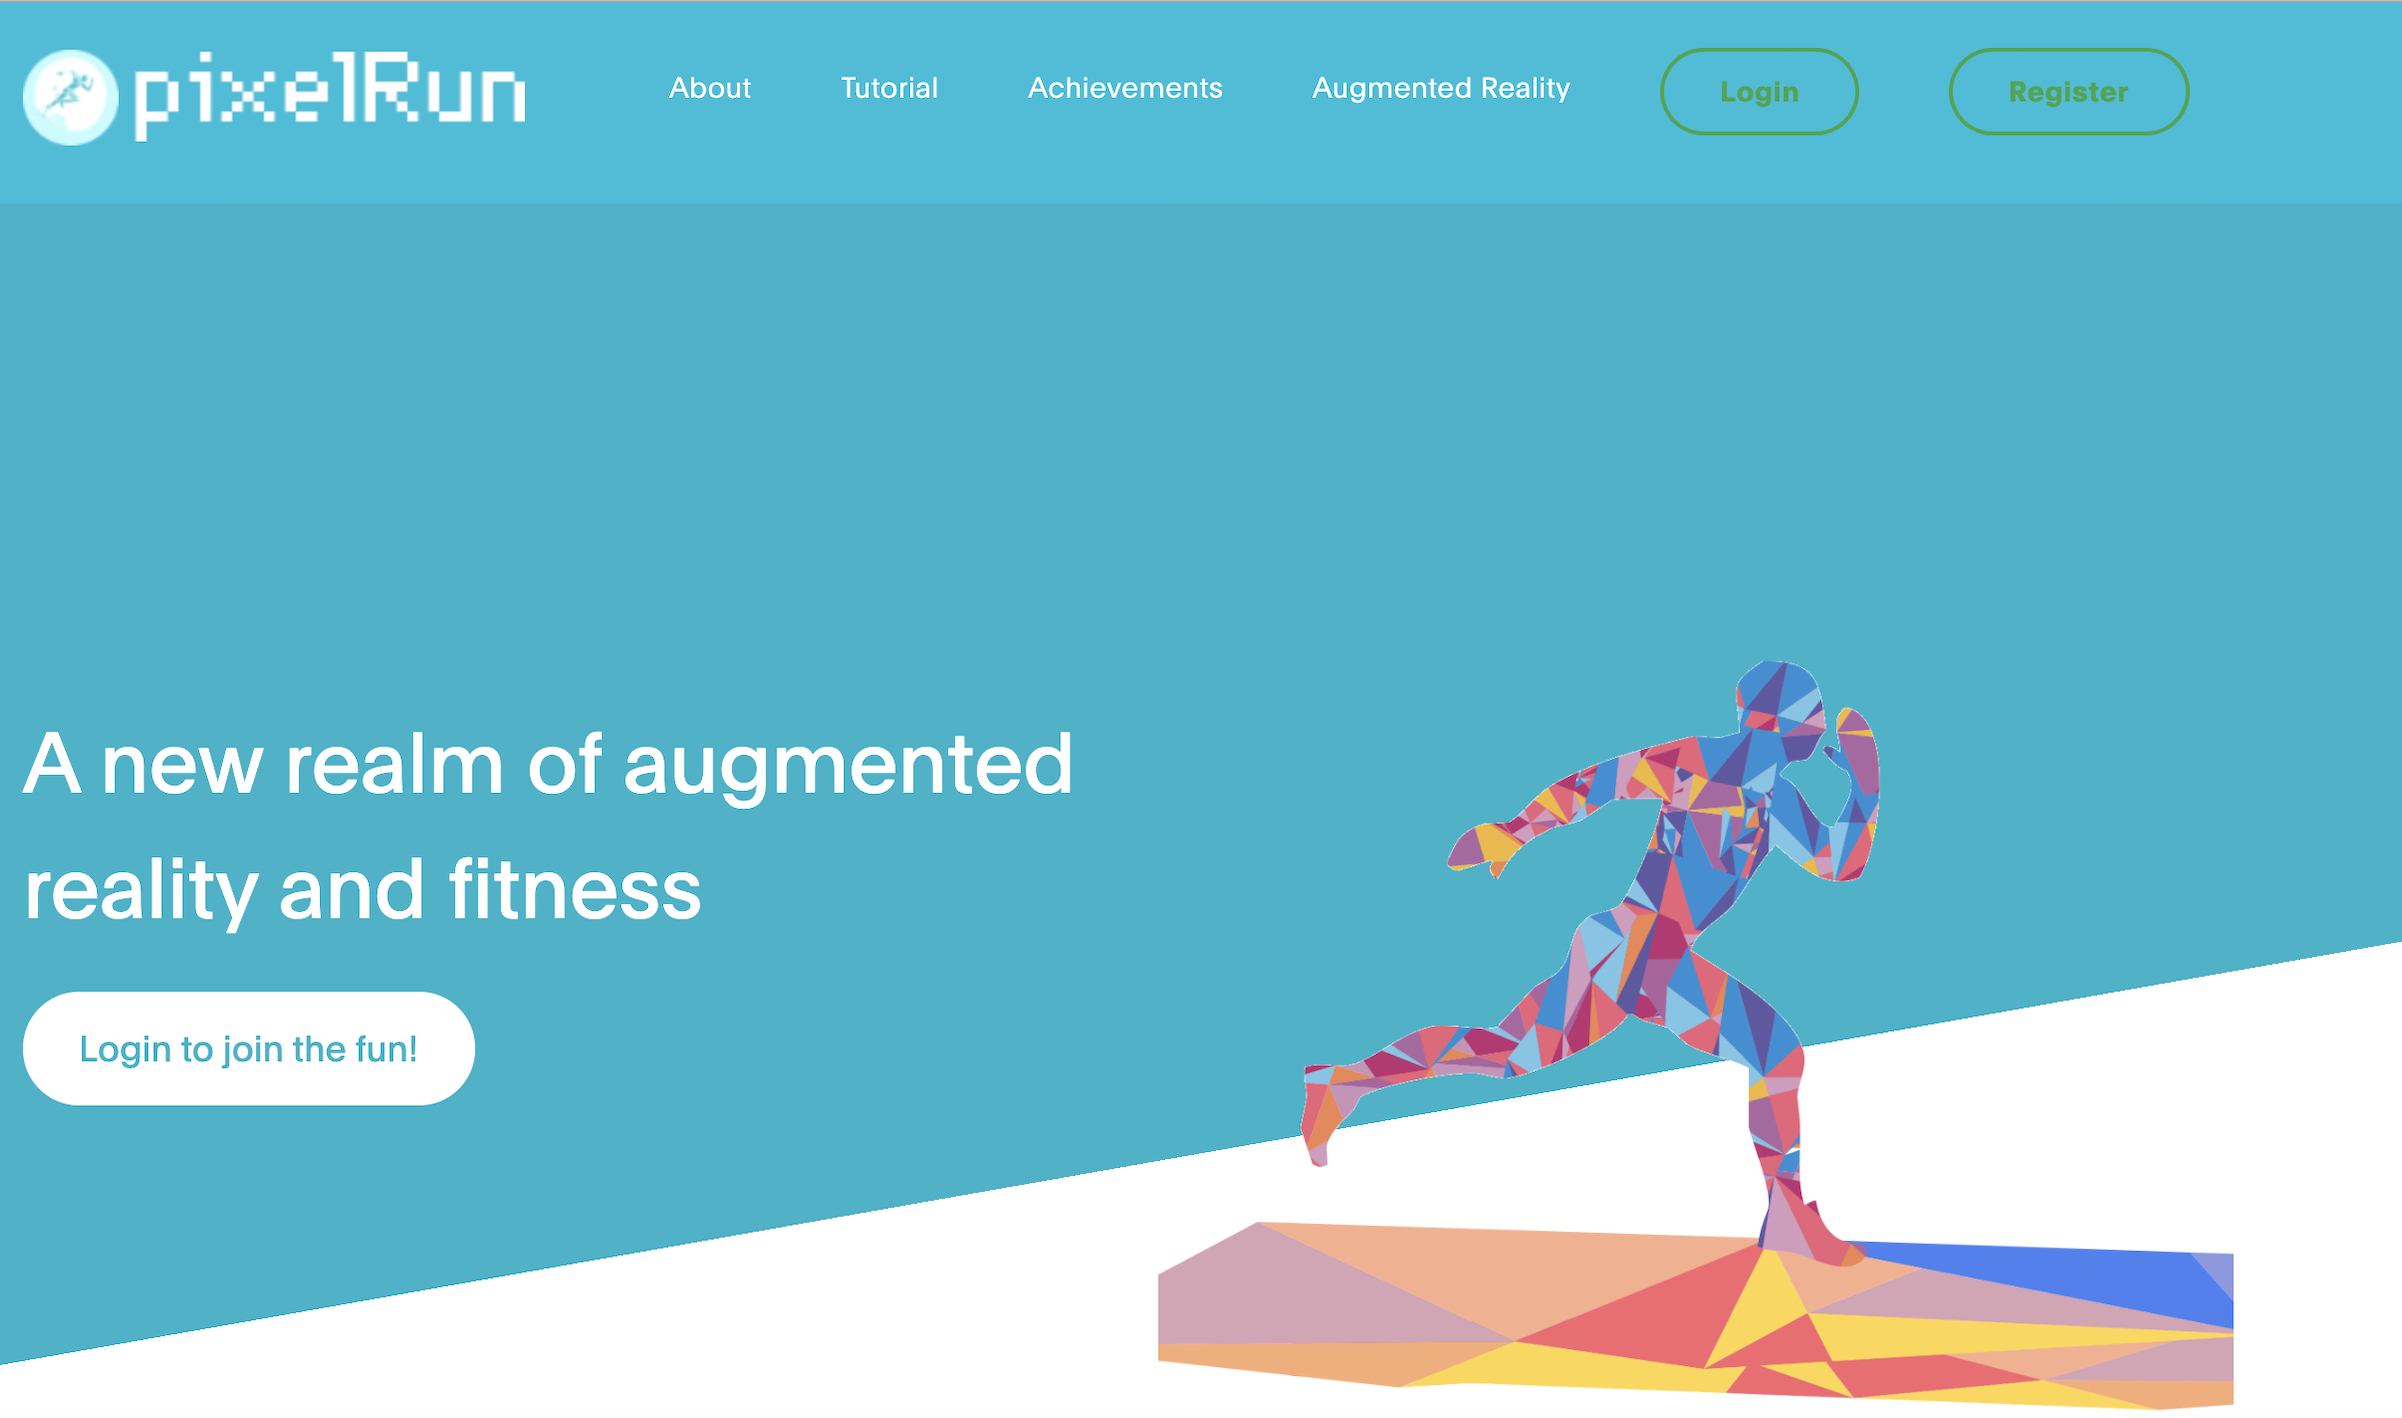 pixelRun
About
Tutorial
Achievements
Augmented Reality
Login
Register
A new realm of augmented
reality and fitness
Login to join the fun!